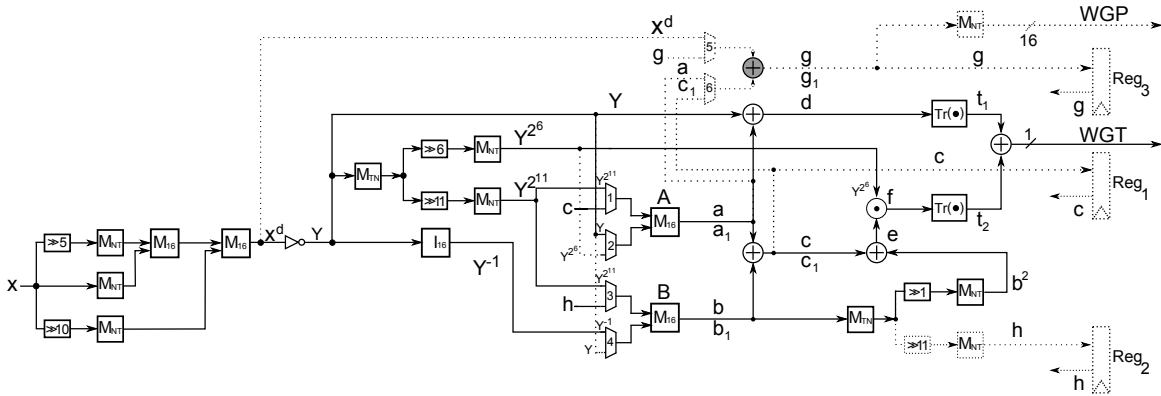 x^d
5
M_NT
16
WGP
g
a
c_1
6
g
g_1
g
Reg_3
g
Y
d
Tr(•)
t_1
WGT
1
Y^{2^6}
≫6
M_NT
M_TN
≫11
M_NT
Y^{2^11}
Y^{2^11}
1
c
A
M_16
a
a_1
c
Reg_1
c
Y^{2^6}
f
Tr(•)
t_2
Y
2
Y^{2^6}
e
x
≫5
M_NT
M_16
M_16
x^d
Y
I_16
Y^{-1}
c
c_1
M_NT
≫10
M_NT
Y^{2^11}
3
h
B
M_16
b
b_1
Y^{-1}
4
Y
M_TN
≫1
M_NT
b^2
≫11
M_NT
h
Reg_2
h